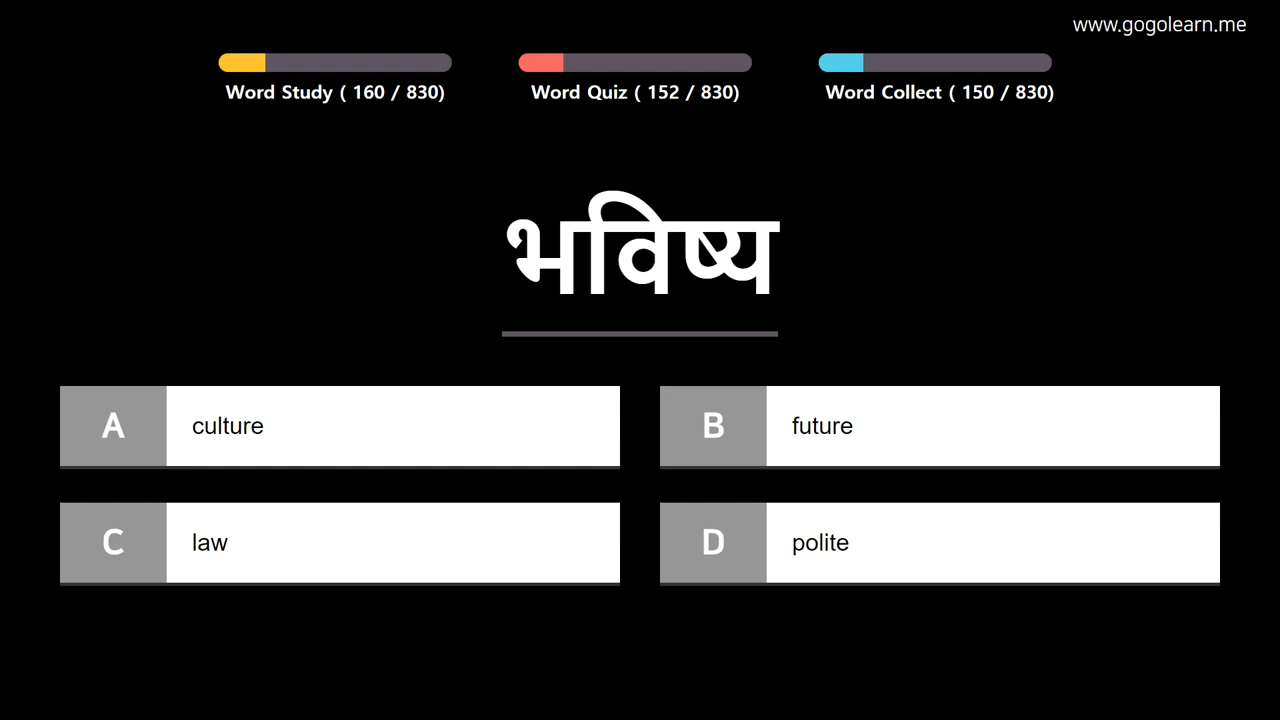 www.gogolearn.me
Word Study ( 160 / 830)
Word Quiz ( 152 / 830)
Word Collect ( 150 / 830)
भविष्य
A culture
B future
C law
D polite